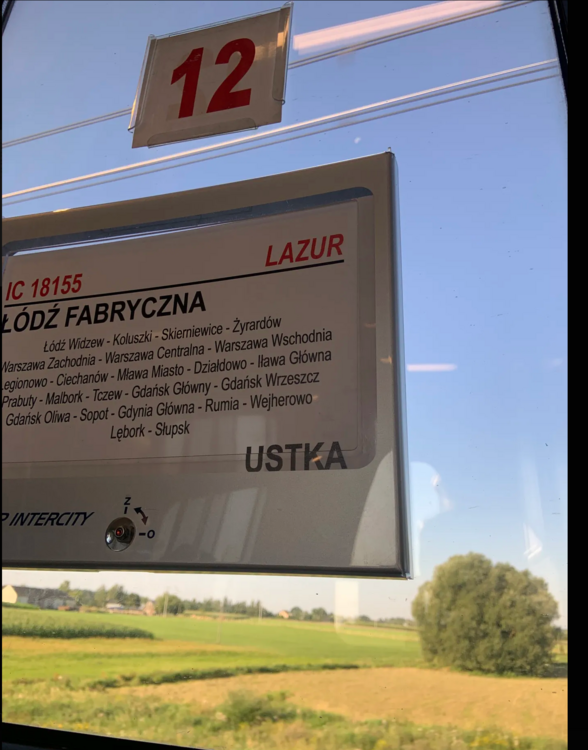 12
LAZUR
IC 18155
ŁÓDŹ FABRYCZNA
Łódź Widzew - Koluszki - Skierniewice - Żyrardów
Warszawa Zachodnia - Warszawa Centralna - Warszawa Wschodnia
Legionowo - Ciechanów - Mława Miasto - Działdowo - Iława Główna
Prabuty - Malbork - Tczew - Gdańsk Główny - Gdańsk Wrzeszcz
Gdańsk Oliwa - Sopot - Gdynia Główna - Rumia - Wejherowo
Lębork - Słupsk
USTKA
P INTERCITY
Z
O